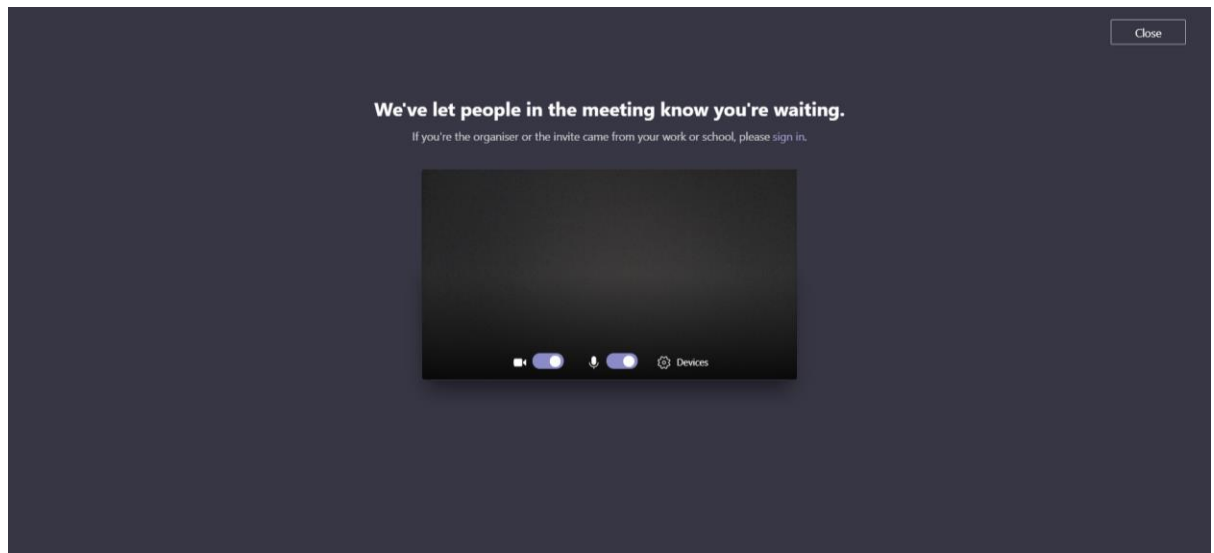 Close
We've let people in the meeting know you're waiting.
If you're the organiser or the invite came from your work or school, please sign in.
Devices